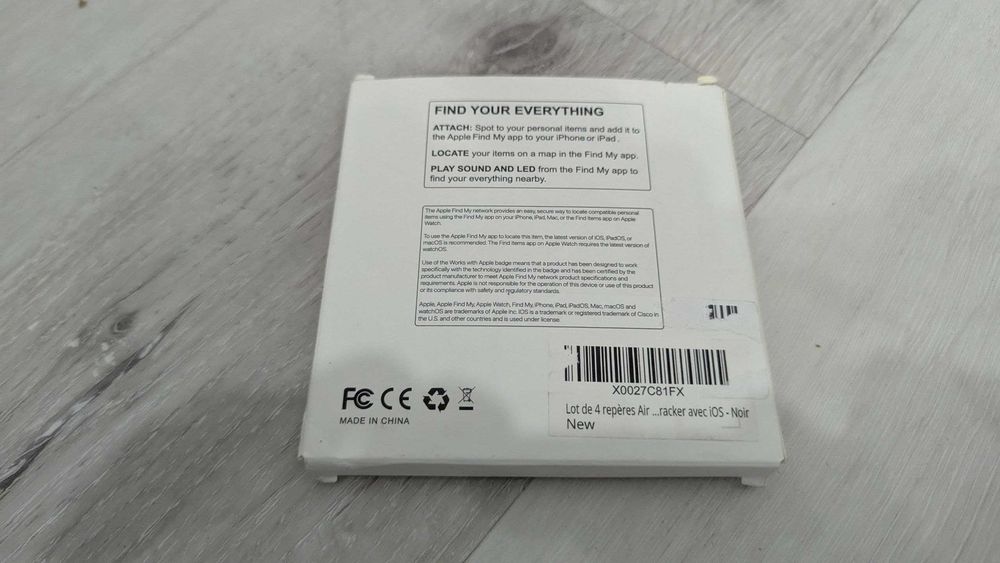 FIND YOUR EVERYTHING
ATTACH: Spot to your personal items and add it to
the Apple Find My app to your iPhone or iPad .
LOCATE your items on a map in the Find My app.
PLAY SOUND AND LED from the Find My app to
find your everything nearby.
The Apple Find My network provides an easy, secure way to locate compatible personal
items using the Find My app on your iPhone, iPad, Mac, or the Find Items app on Apple
Watch.
To use the Apple Find My app to locate this item, the latest version of iOS, iPadOS, or
macOS is recommended. The Find Items app on Apple Watch requires the latest version of
watchOS.
Use of the Works with Apple badge means that a product has been designed to work
specifically with the technology identified in the badge and has been certified by the
product manufacturer to meet Apple Find My network product specifications and
requirements. Apple is not responsible for the operation of this device or use of this product
or its compliance with safety and regulatory standards.
Apple, Apple Find My, Apple Watch, Find My, iPhone, iPad, iPadOS, Mac, macOS and
watchOS are trademarks of Apple Inc. IOS is a trademark or registered trademark of Cisco in
the U.S. and other countries and is used under license.
X0027C81FX
Lot de 4 repères Air ...racker avec iOS - Noir
New
FC CE
MADE IN CHINA